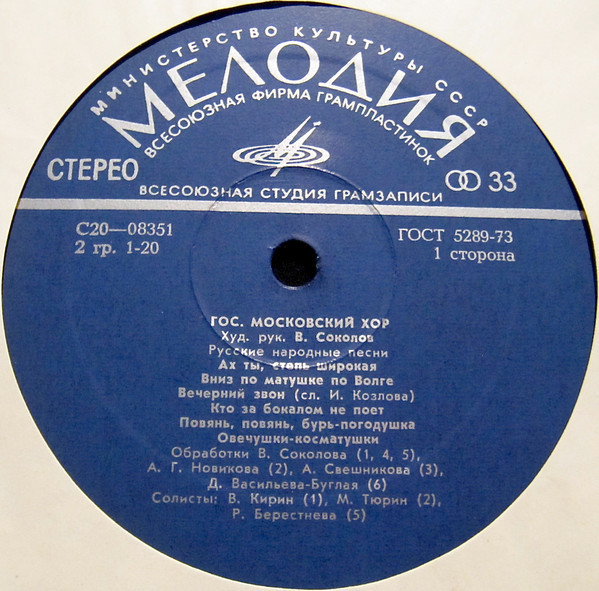 МИНИСТЕРСТВО КУЛЬТУРЫ СССР
МЕЛОДИЯ
ВСЕСОЮЗНАЯ ФИРМА ГРАМПЛАСТИНОК
СТЕРЕО
33
ВСЕСОЮЗНАЯ СТУДИЯ ГРАМЗАПИСИ
С20—08351
ГОСТ 5289-73
2 гр. 1-20
1 сторона
ГОС. МОСКОВСКИЙ ХОР
Худ. рук. В. Соколов
Русские народные песни
Ах ты, степь широкая
Вниз по матушке по Волге
Вечерний звон (сл. И. Козлова)
Кто за бокалом не поет
Повянь, повянь, бурь-погодушка
Овечушки-косматушки
Обработки В. Соколова (1, 4, 5),
А. Г. Новикова (2), А. Свешникова (3),
Д. Васильева-Буглая (6)
Солисты: В. Кирин (1), М. Тюрин (2),
Р. Берестнева (5)